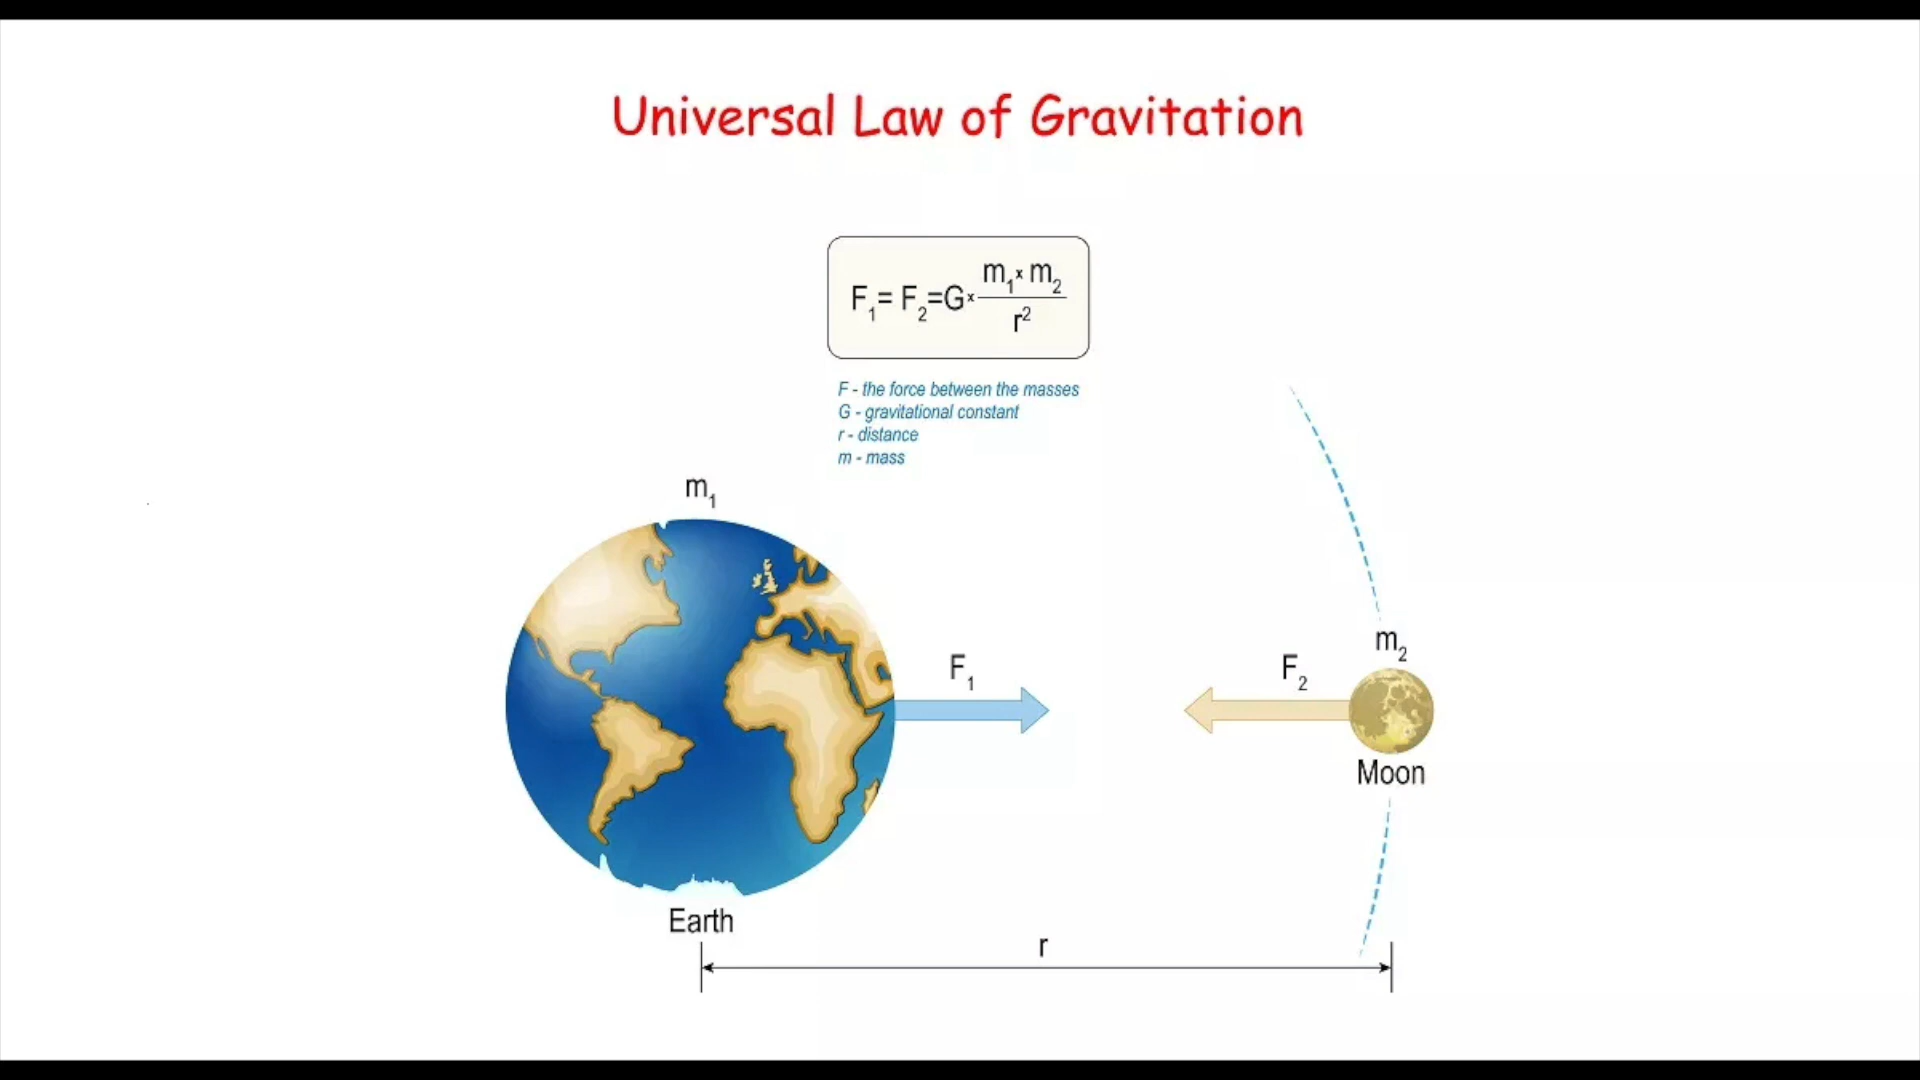 Universal Law of Gravitation
F₁= F₂=G×(m₁×m₂)/r²
F - the force between the masses
G - gravitational constant
r - distance
m - mass
m₁
F₁
F₂
m₂
Moon
Earth
r